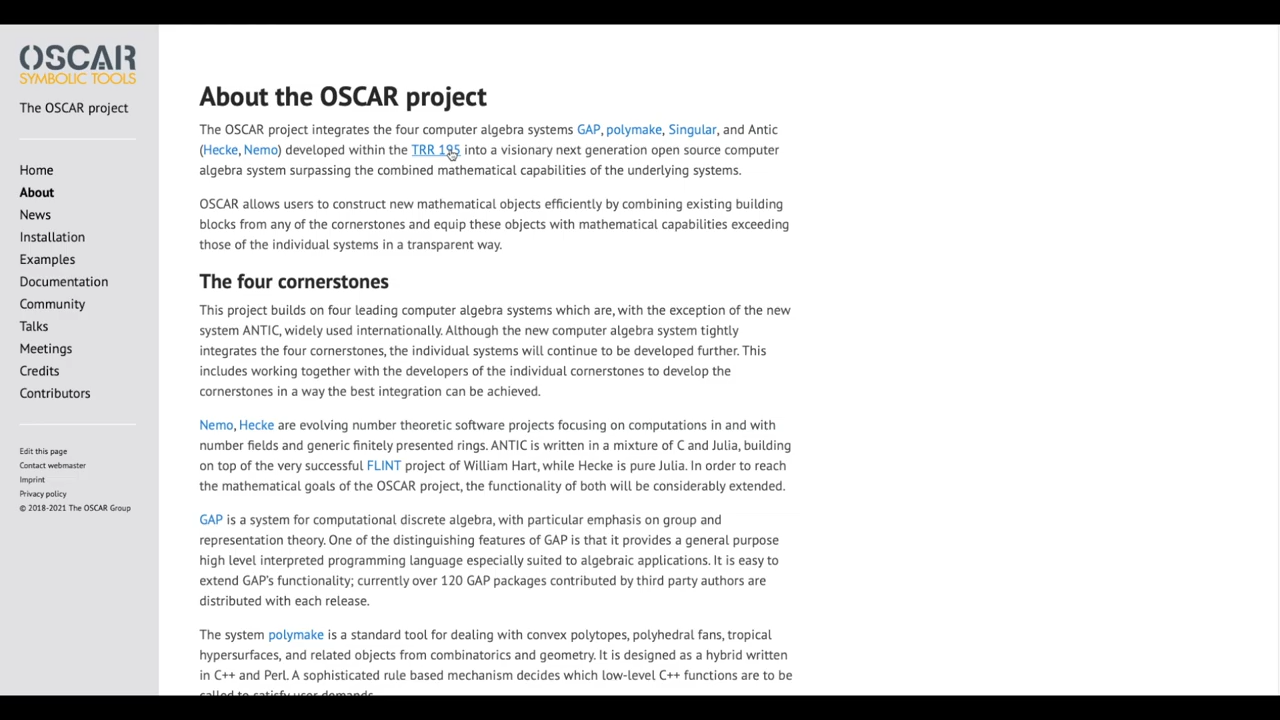 OSCAR
SYMBOLIC TOOLS
The OSCAR project
Home
About
News
Installation
Examples
Documentation
Community
Talks
Meetings
Credits
Contributors
Edit this page
Contact webmaster
Imprint
Privacy policy
© 2018-2021 The OSCAR Group
About the OSCAR project
The OSCAR project integrates the four computer algebra systems GAP, polymake, Singular, and Antic
(Hecke, Nemo) developed within the TRR 195 into a visionary next generation open source computer
algebra system surpassing the combined mathematical capabilities of the underlying systems.
OSCAR allows users to construct new mathematical objects efficiently by combining existing building
blocks from any of the cornerstones and equip these objects with mathematical capabilities exceeding
those of the individual systems in a transparent way.
The four cornerstones
This project builds on four leading computer algebra systems which are, with the exception of the new
system ANTIC, widely used internationally. Although the new computer algebra system tightly
integrates the four cornerstones, the individual systems will continue to be developed further. This
includes working together with the developers of the individual cornerstones to develop the
cornerstones in a way the best integration can be achieved.
Nemo, Hecke are evolving number theoretic software projects focusing on computations in and with
number fields and generic finitely presented rings. ANTIC is written in a mixture of C and Julia, building
on top of the very successful FLINT project of William Hart, while Hecke is pure Julia. In order to reach
the mathematical goals of the OSCAR project, the functionality of both will be considerably extended.
GAP is a system for computational discrete algebra, with particular emphasis on group and
representation theory. One of the distinguishing features of GAP is that it provides a general purpose
high level interpreted programming language especially suited to algebraic applications. It is easy to
extend GAP's functionality; currently over 120 GAP packages contributed by third party authors are
distributed with each release.
The system polymake is a standard tool for dealing with convex polytopes, polyhedral fans, tropical
hypersurfaces, and related objects from combinatorics and geometry. It is designed as a hybrid written
in C++ and Perl. A sophisticated rule based mechanism decides which low-level C++ functions are to be
called to satisfy user demands.